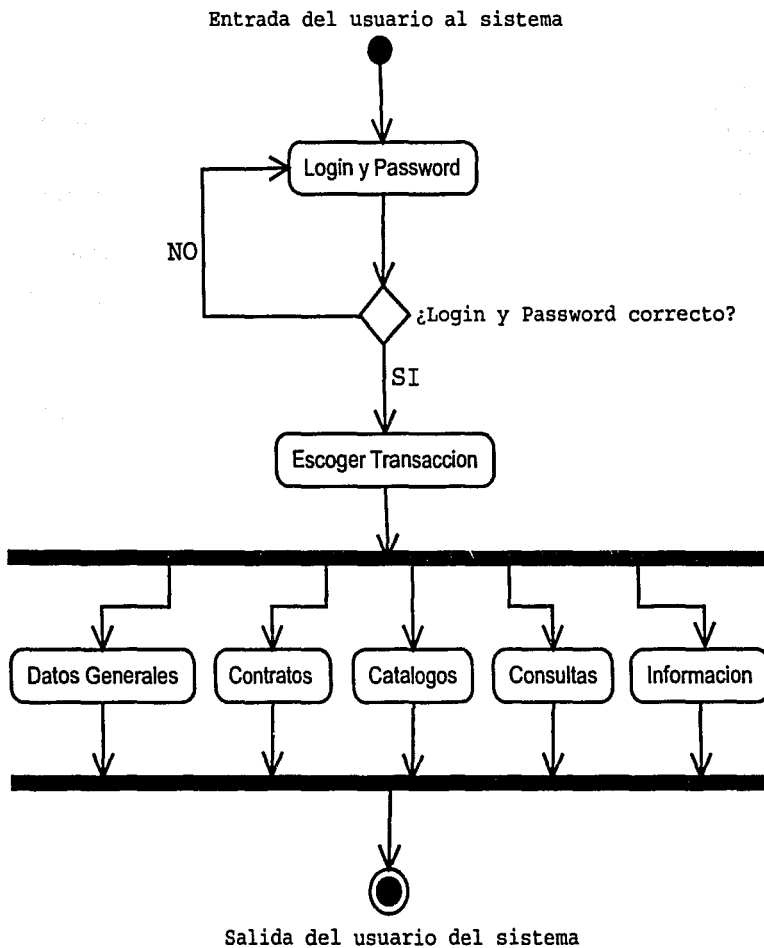 Entrada del usuario al sistema
Login y Password
NO
¿Login y Password correcto?
SI
Escoger Transaccion
Datos Generales
Contratos
Catalogos
Consultas
Informacion
Salida del usuario del sistema